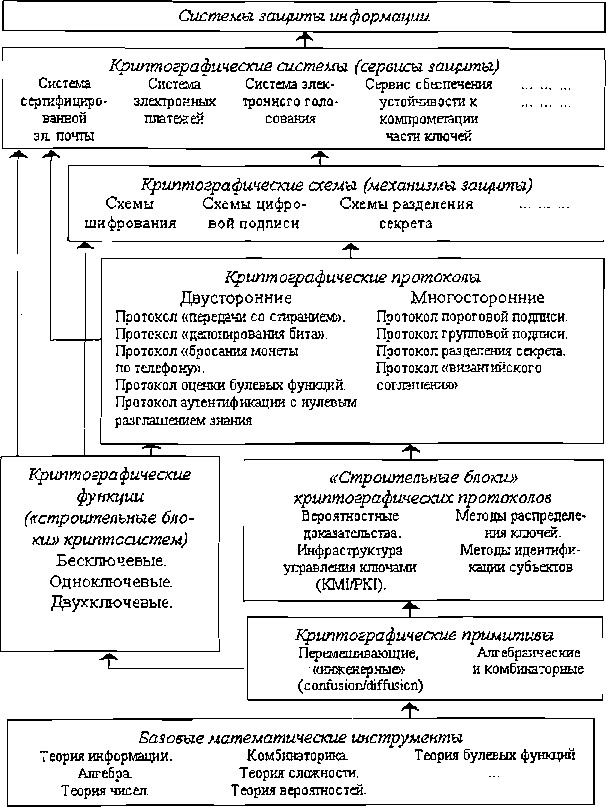 Системы защиты информации
Криптографические системы (сервисы защиты)
Система
сертифициро-
ванной
эл. почты
Система
электронных
платежей
Система элек-
тронного голо-
сования
Сервис обеспечения
устойчивости к
компрометации
части ключей
... ... ...
... ... ...
Криптографические схемы (механизмы защиты)
Схемы
шифрования
Схемы цифро-
вой подписи
Схемы разделения
секрета
... ... ...
Криптографические протоколы
Двусторонние
Протокол «передачи со стиранием».
Протокол «депонирования бита».
Протокол «бросания монеты
по телефону».
Протокол оценки булевых функций.
Протокол аутентификации с нулевым
разглашением знания
Многосторонние
Протокол пороговой подписи.
Протокол групповой подписи.
Протокол разделения секрета.
Протокол «византийского
соглашения»
Криптографические
функции
(«строительные бло-
ки» криптосистем)
Бесключевые.
Одноключевые.
Двухключевые.
«Строительные блоки»
криптографических протоколов
Вероятностные
доказательства.
Инфраструктура
управления ключами
(KMI/PKI).
Методы распределе-
ния ключей.
Методы идентифи-
кации субъектов
Криптографические примитивы
Перемешивающие,
«инженерные»
(confusion/diffusion)
Алгебраические
и комбинаторные
Базовые математические инструменты
Теория информации.
Алгебра.
Теория чисел.
Комбинаторика.
Теория сложности.
Теория вероятностей.
Теория булевых функций
...